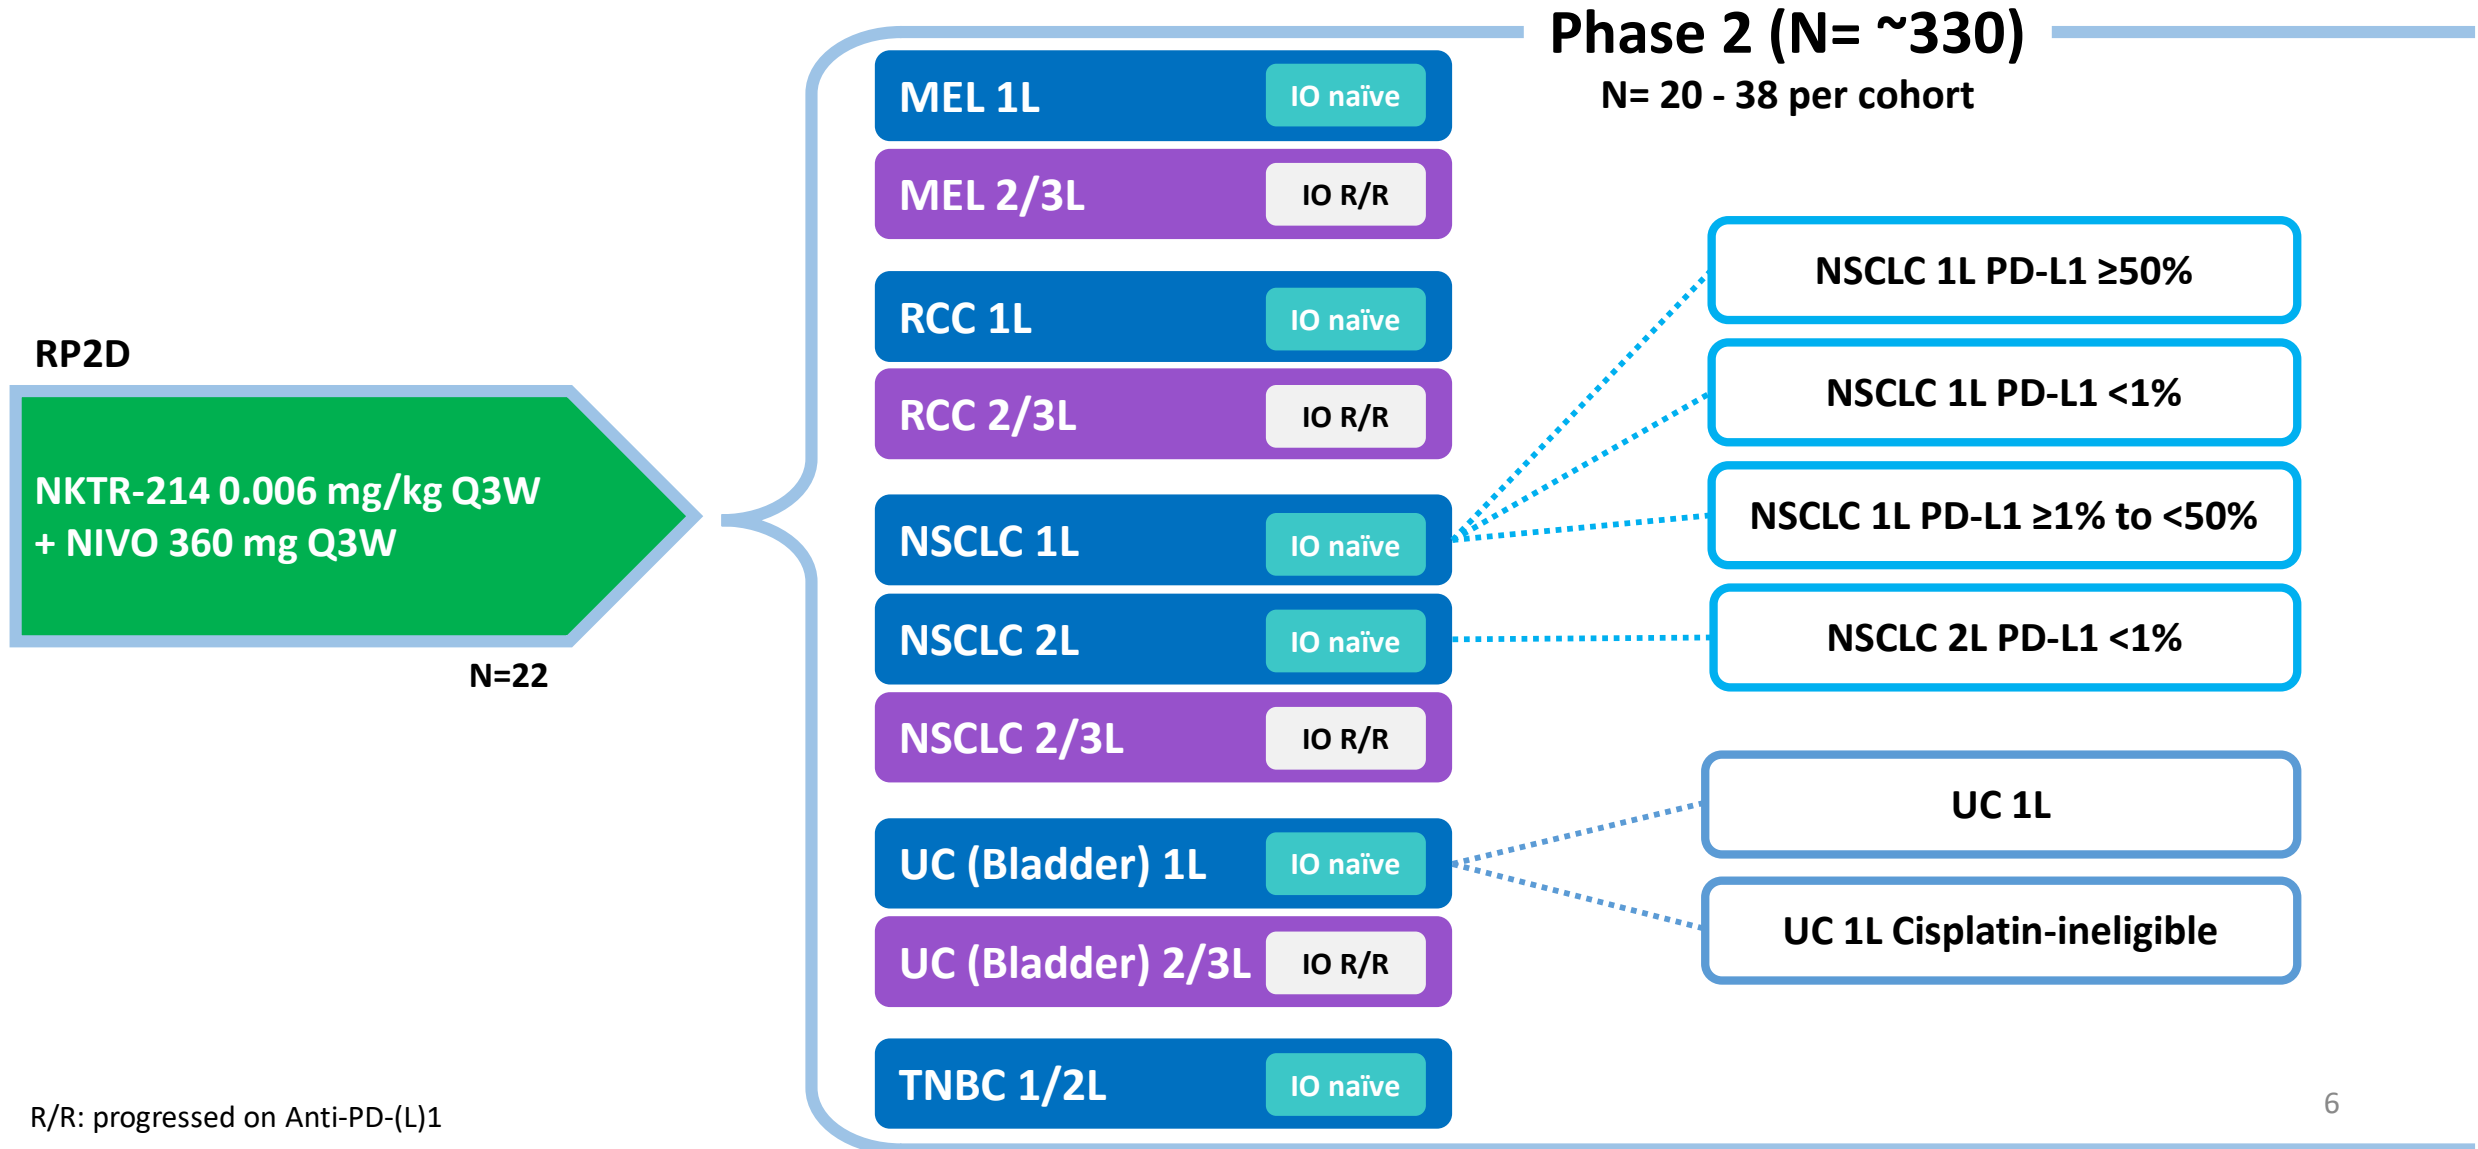 Phase 2 (N= ~330)
N= 20 - 38 per cohort
RP2D
NKTR-214 0.006 mg/kg Q3W
+ NIVO 360 mg Q3W
N=22
MEL 1L IO naïve
MEL 2/3L IO R/R
RCC 1L IO naïve
RCC 2/3L IO R/R
NSCLC 1L IO naïve
NSCLC 2L IO naïve
NSCLC 2/3L IO R/R
UC (Bladder) 1L IO naïve
UC (Bladder) 2/3L IO R/R
TNBC 1/2L IO naïve
NSCLC 1L PD-L1 ≥50%
NSCLC 1L PD-L1 <1%
NSCLC 1L PD-L1 ≥1% to <50%
NSCLC 2L PD-L1 <1%
UC 1L
UC 1L Cisplatin-ineligible
R/R: progressed on Anti-PD-(L)1
6